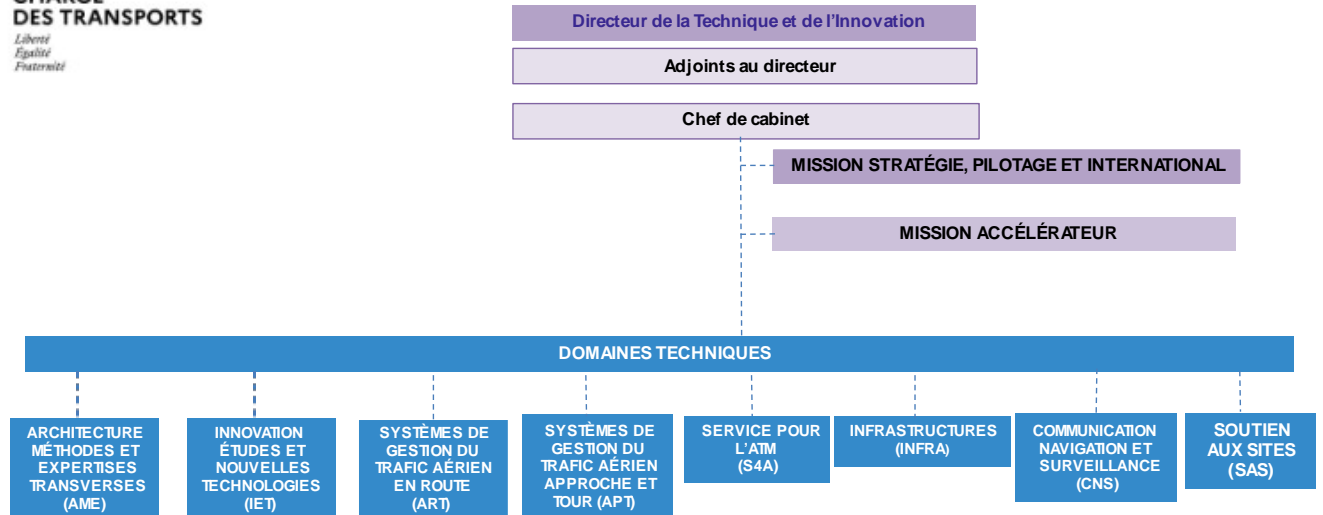 DES TRANSPORTS
Liberté
Égalité
Fraternité
Directeur de la Technique et de l'Innovation
Adjoints au directeur
Chef de cabinet
MISSION STRATÉGIE, PILOTAGE ET INTERNATIONAL
MISSION ACCÉLÉRATEUR
DOMAINES TECHNIQUES
ARCHITECTURE
MÉTHODES ET
EXPERTISES
TRANSVERSES
(AME)
INNOVATION
ÉTUDES ET
NOUVELLES
TECHNOLOGIES
(IET)
SYSTÈMES DE
GESTION DU
TRAFIC AÉRIEN
EN ROUTE
(ART)
SYSTÈMES DE
GESTION DU
TRAFIC AÉRIEN
APPROCHE ET
TOUR (APT)
SERVICE POUR
L'ATM
(S4A)
INFRASTRUCTURES
(INFRA)
COMMUNICATION
NAVIGATION ET
SURVEILLANCE
(CNS)
SOUTIEN
AUX SITES
(SAS)